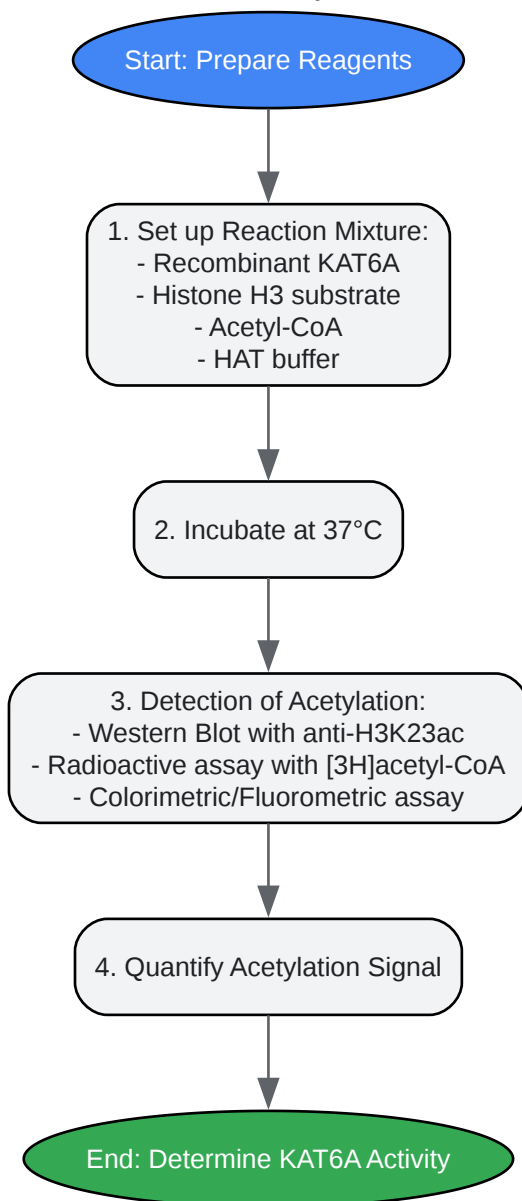 Start: Prepare Reagents
1. Set up Reaction Mixture:
- Recombinant KAT6A
- Histone H3 substrate
- Acetyl-CoA
- HAT buffer
2. Incubate at 37°C
3. Detection of Acetylation:
- Western Blot with anti-H3K23ac
- Radioactive assay with [3H]acetyl-CoA
- Colorimetric/Fluorometric assay
4. Quantify Acetylation Signal
End: Determine KAT6A Activity